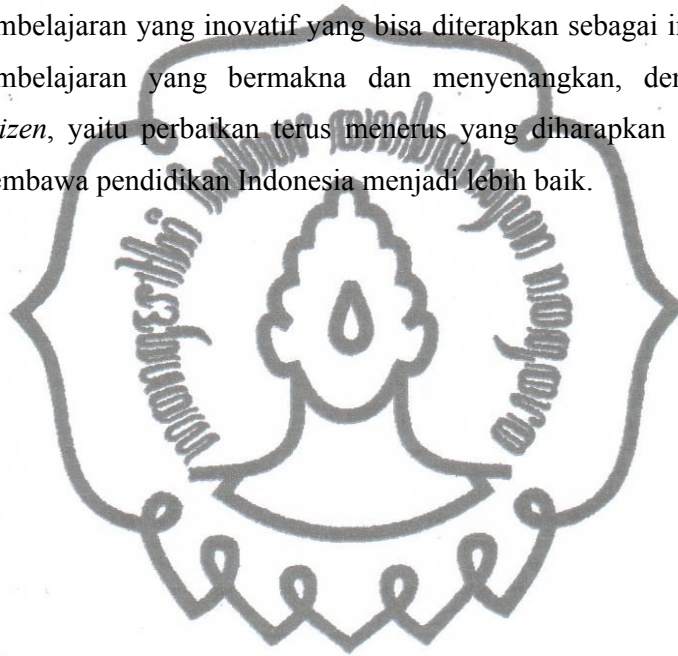 mbelajaran yang inovatif yang bisa diterapkan sebagai in
mbelajaran yang bermakna dan menyenangkan,
izen, yaitu perbaikan terus menerus yang diharapkan
embawa pendidikan Indonesia menjadi lebih baik.